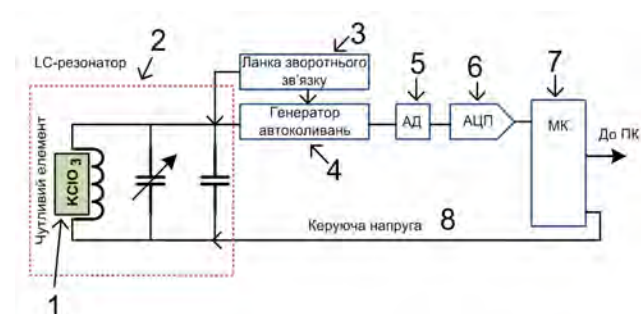 2
3
LC-резонатор
Ланка зворотнього
зв'язку
5
6
7
Генератор
автоколивань
АД
АЦП
МК
До ПК
4
Чутливий елемент
KClO 3
Керуюча напруга
8
1